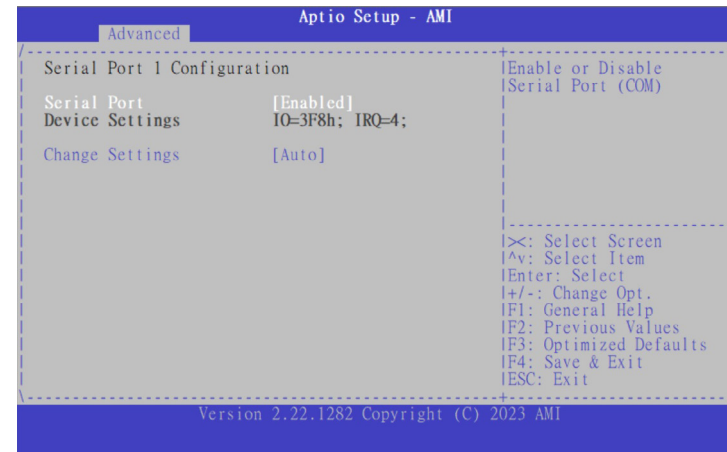 Aptio Setup - AMI
Advanced
Serial Port 1 Configuration
Serial Port [Enabled]
Device Settings IO=3F8h; IRQ=4;
Change Settings [Auto]
Enable or Disable
Serial Port (COM)
><: Select Screen
^v: Select Item
Enter: Select
+/-: Change Opt.
F1: General Help
F2: Previous Values
F3: Optimized Defaults
F4: Save & Exit
ESC: Exit
Version 2.22.1282 Copyright (C) 2023 AMI